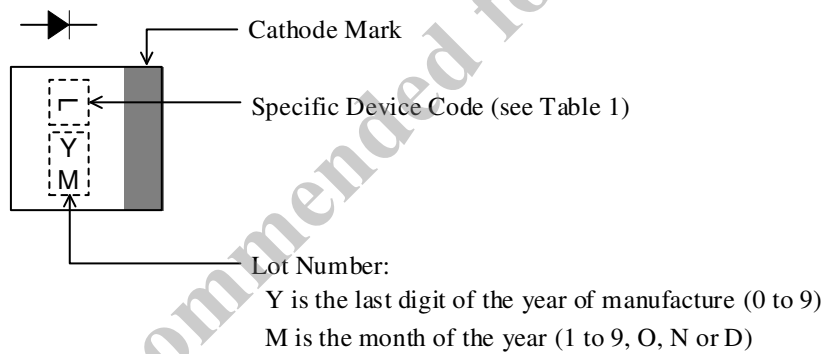 Cathode Mark
Specific Device Code (see Table 1)
Y
M
Lot Number:
Y is the last digit of the year of manufacture (0 to 9)
M is the month of the year (1 to 9, O, N or D)